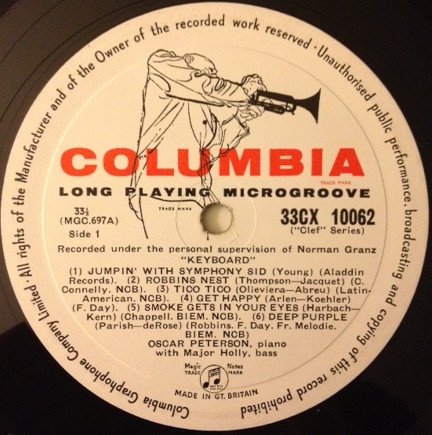 Columbia Graphophone Company Limited · All rights of the Manufacturer and of the Owner of the recorded work reserved · Unauthorised public performance, broadcasting and copying of this record prohibited
COLUMBIA
TRADE MARK
LONG PLAYING MICROGROOVE
TRADE MARK
33⅓
(MGC.697A)
Side 1
33CX 10062
("Clef" Series)
Recorded under the personal supervision of Norman Granz
"KEYBOARD"
(1) JUMPIN' WITH SYMPHONY SID (Young) (Aladdin
Records). (2) ROBBINS NEST (Thompson—Jacquet) (C.
Connelly. NCB). (3) TICO TICO (Olieviera—Abreu) (Latin-
American. NCB). (4) GET HAPPY (Arlen—Koehler)
(F. Day). (5) SMOKE GETS IN YOUR EYES (Harbach—
Kern) (Chappell. BIEM. NCB). (6) DEEP PURPLE
(Parish—deRose) (Robbins. F. Day. Fr. Melodie.
BIEM. NCB)
OSCAR PETERSON, piano
with Major Holly, bass
Magic Notes
TRADE MARK
MADE IN GT. BRITAIN